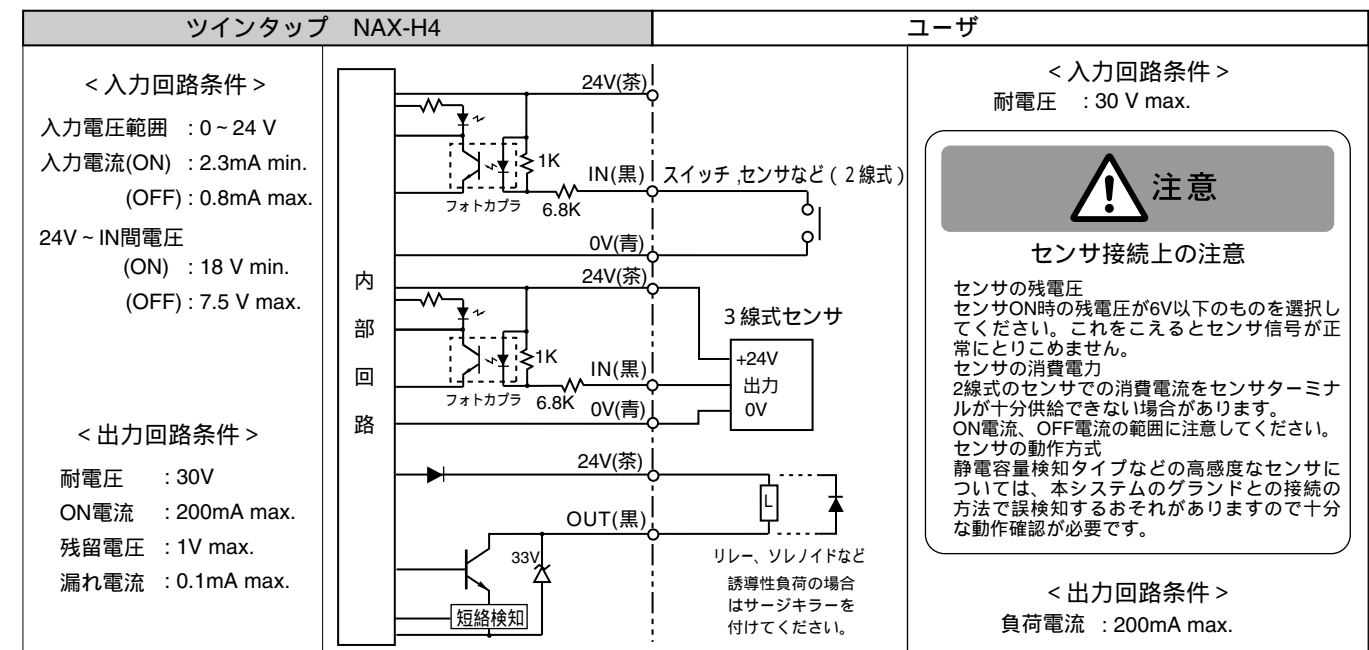 ツインタップ　NAX-H4
ユーザ
< 入力回路条件 >
入力電圧範囲 : 0 ~ 24 V
入力電流(ON) : 2.3mA min.
(OFF) : 0.8mA max.
24V ~ IN間電圧
(ON) : 18 V min.
(OFF) : 7.5 V max.
< 出力回路条件 >
耐電圧 : 30V
ON電流 : 200mA max.
残留電圧 : 1V max.
漏れ電流 : 0.1mA max.
内
部
回
路
24V(茶)
1K
IN(黒)
フォトカプラ
6.8K
0V(青)
24V(茶)
1K
IN(黒)
フォトカプラ
6.8K
0V(青)
24V(茶)
OUT(黒)
33V
短絡検知
スイッチ ,センサなど ( 2 線式 )
3 線式センサ
+24V
出力
0V
L
リレー、ソレノイドなど
誘導性負荷の場合
はサージキラーを
付けてください。
< 入力回路条件 >
耐電圧 : 30 V max.
注意
センサ接続上の注意
センサの残電圧
センサON時の残電圧が6V以下のものを選択し
てください。これをこえるとセンサ信号が正
常にとりこめません。
センサの消費電力
2線式のセンサでの消費電流をセンサターミナ
ルが十分供給できない場合があります。
ON電流、OFF電流の範囲に注意してください。
センサの動作方式
静電容量検知タイプなどの高感度なセンサに
ついては、本システムのグランドとの接続の
方法で誤検知するおそれがありますので十分
な動作確認が必要です。
< 出力回路条件 >
負荷電流 : 200mA max.